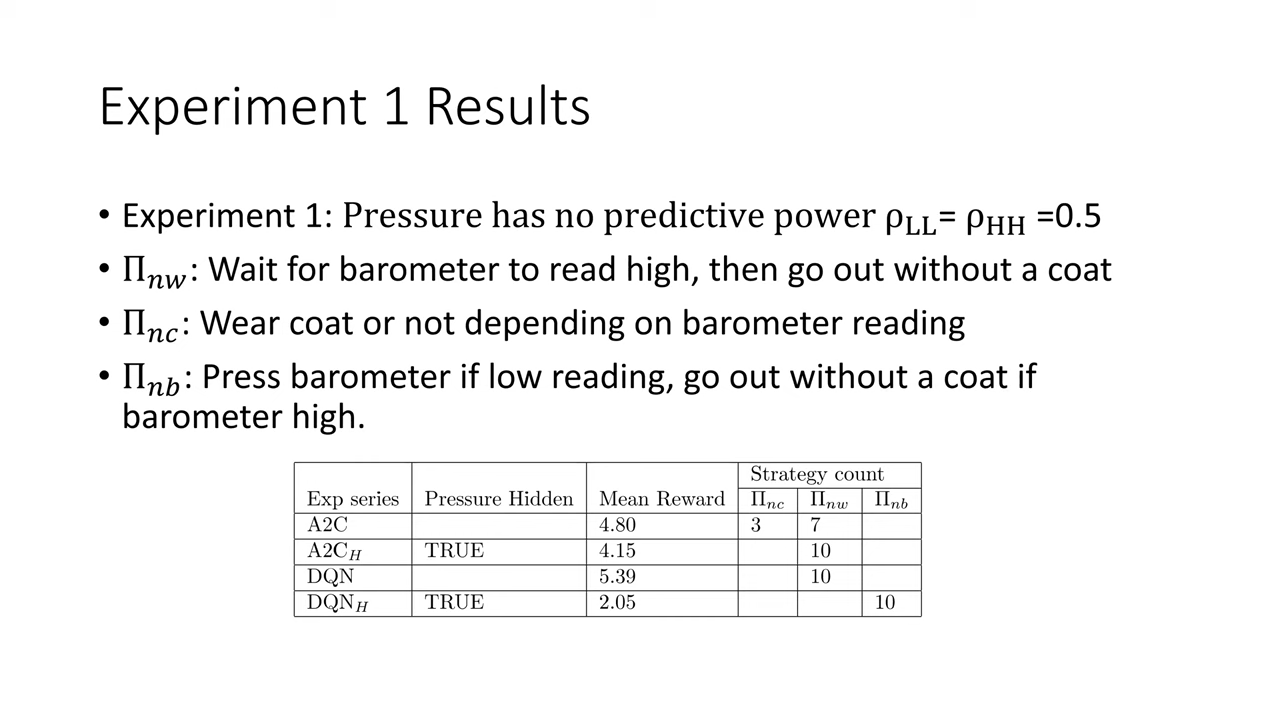 Experiment 1 Results
• Experiment 1: Pressure has no predictive power ρLL= ρHH =0.5
• Πnw: Wait for barometer to read high, then go out without a coat
• Πnc: Wear coat or not depending on barometer reading
• Πnb: Press barometer if low reading, go out without a coat if
barometer high.
Strategy count
Exp series Pressure Hidden Mean Reward Πnc Πnw Πnb
A2C 4.80 3 7
A2CH TRUE 4.15 10
DQN 5.39 10
DQNH TRUE 2.05 10